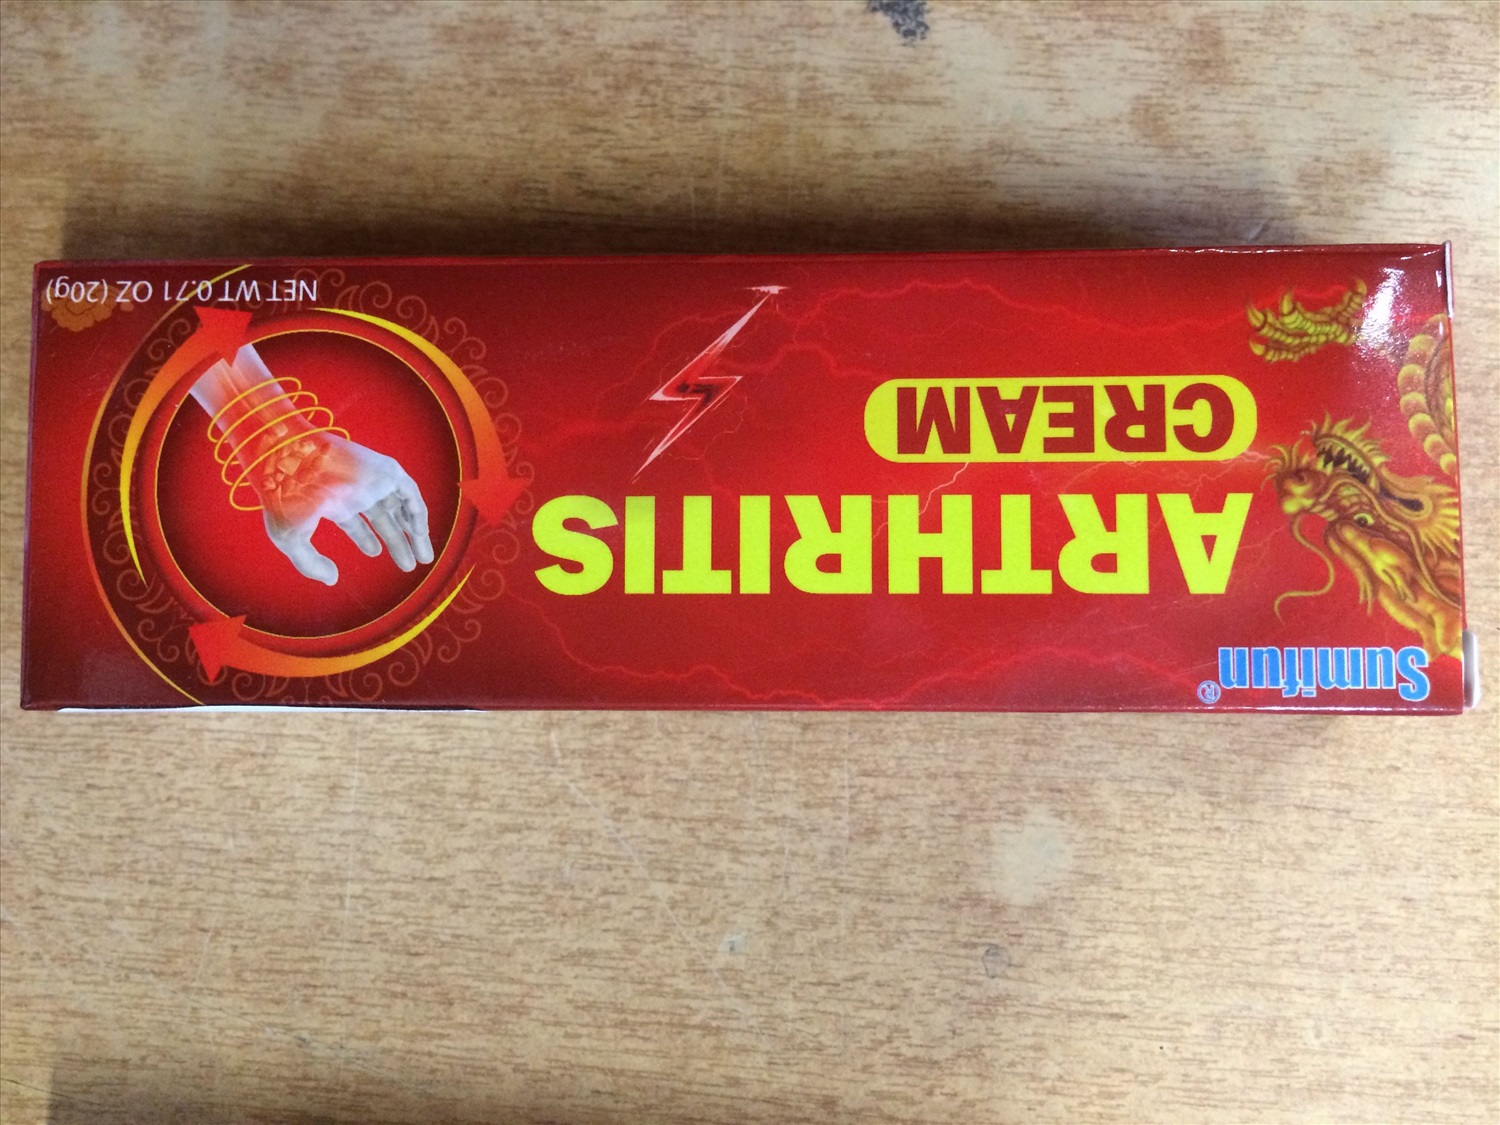 Sumifun®
ARTHRITIS
CREAM
NET WT 0.71 OZ (20g)